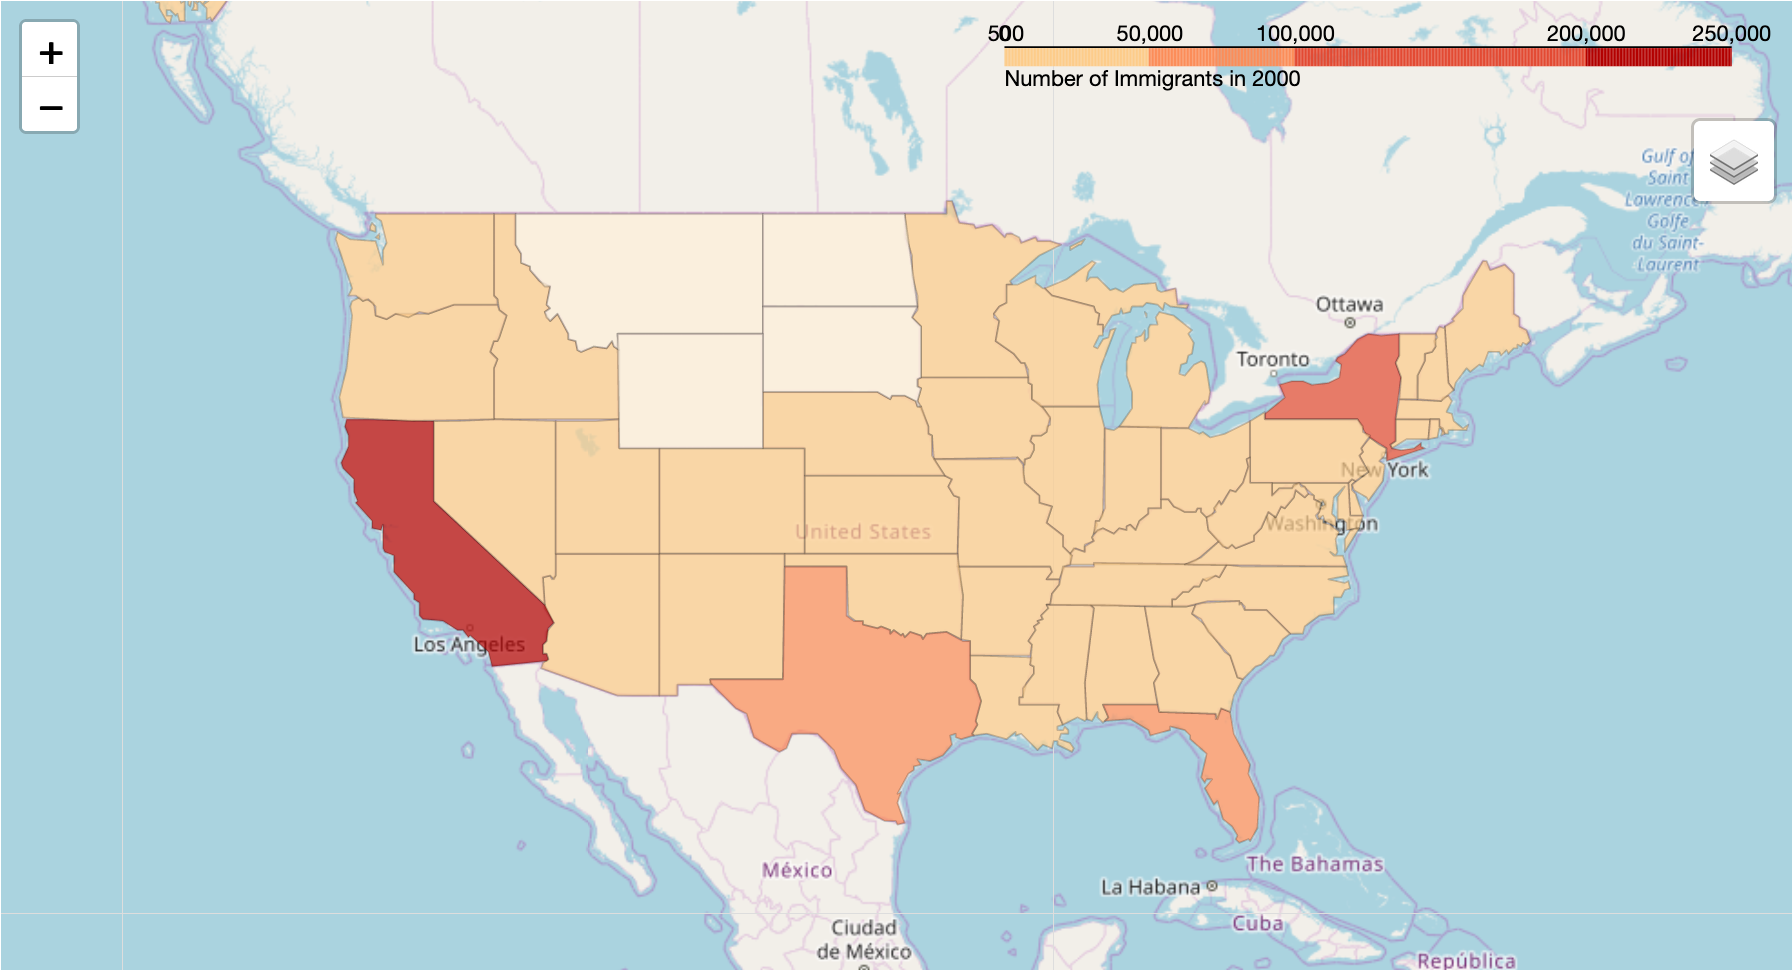 +
−
500
50,000
100,000
200,000
250,000
Number of Immigrants in 2000
Gulf of
Saint
Lawrence
Golfe
du Saint-
Laurent
Ottawa
Toronto
New York
Washington
United States
Los Angeles
México
The Bahamas
La Habana
Cuba
Ciudad
de México
República